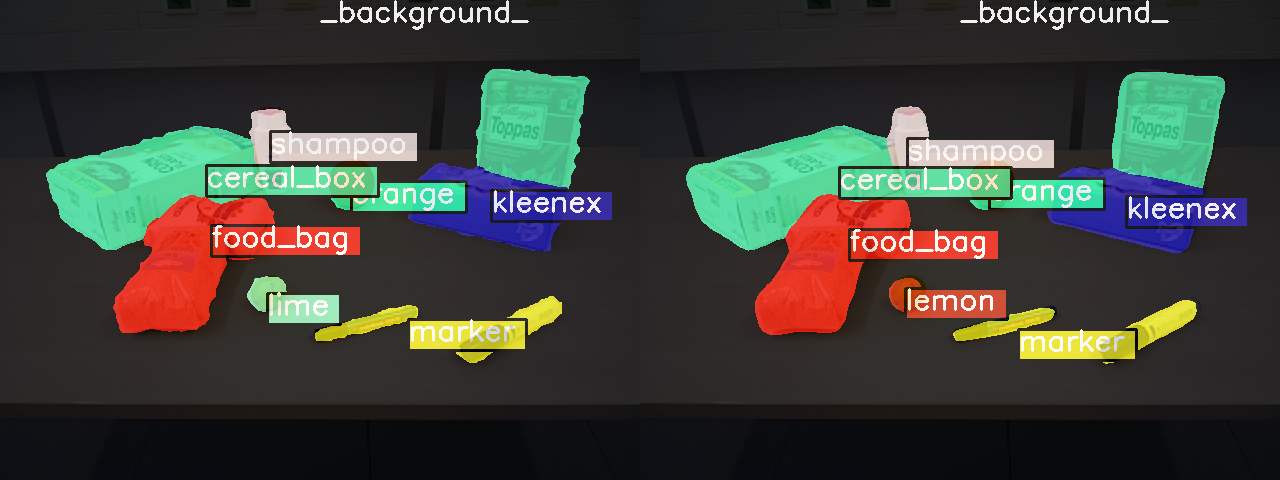 _background_
_background_
Toppas
Toppas
shampoo
shampoo
cereal_box
cereal_box
orange
orange
kleenex
kleenex
food_bag
food_bag
lime
lemon
marker
marker